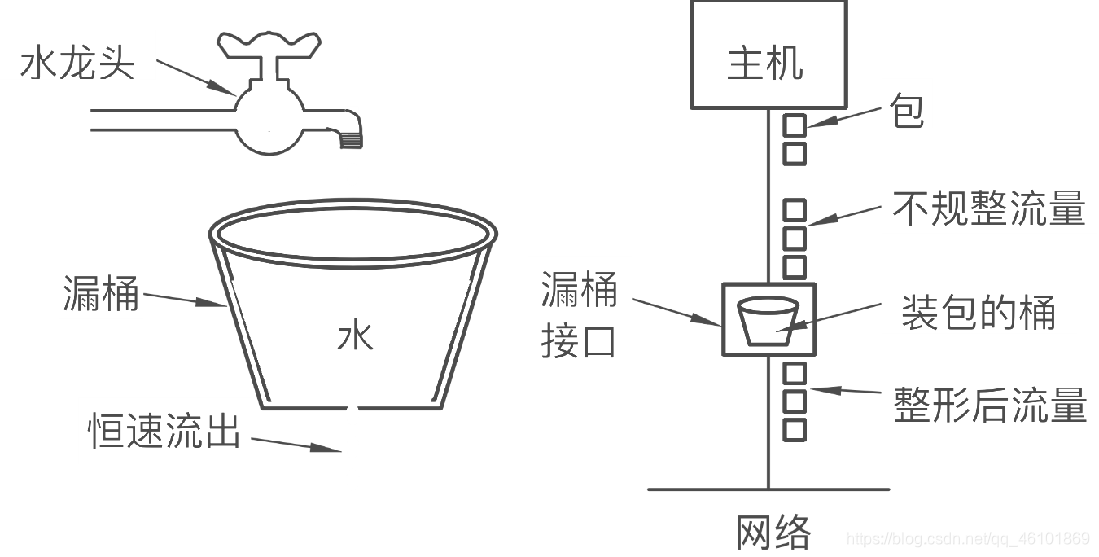 水龙头
漏桶
水
恒速流出
主机
包
不规整流量
漏桶
接口
装包的桶
整形后流量
网络
https://blog.csdn.net/qq_46101869